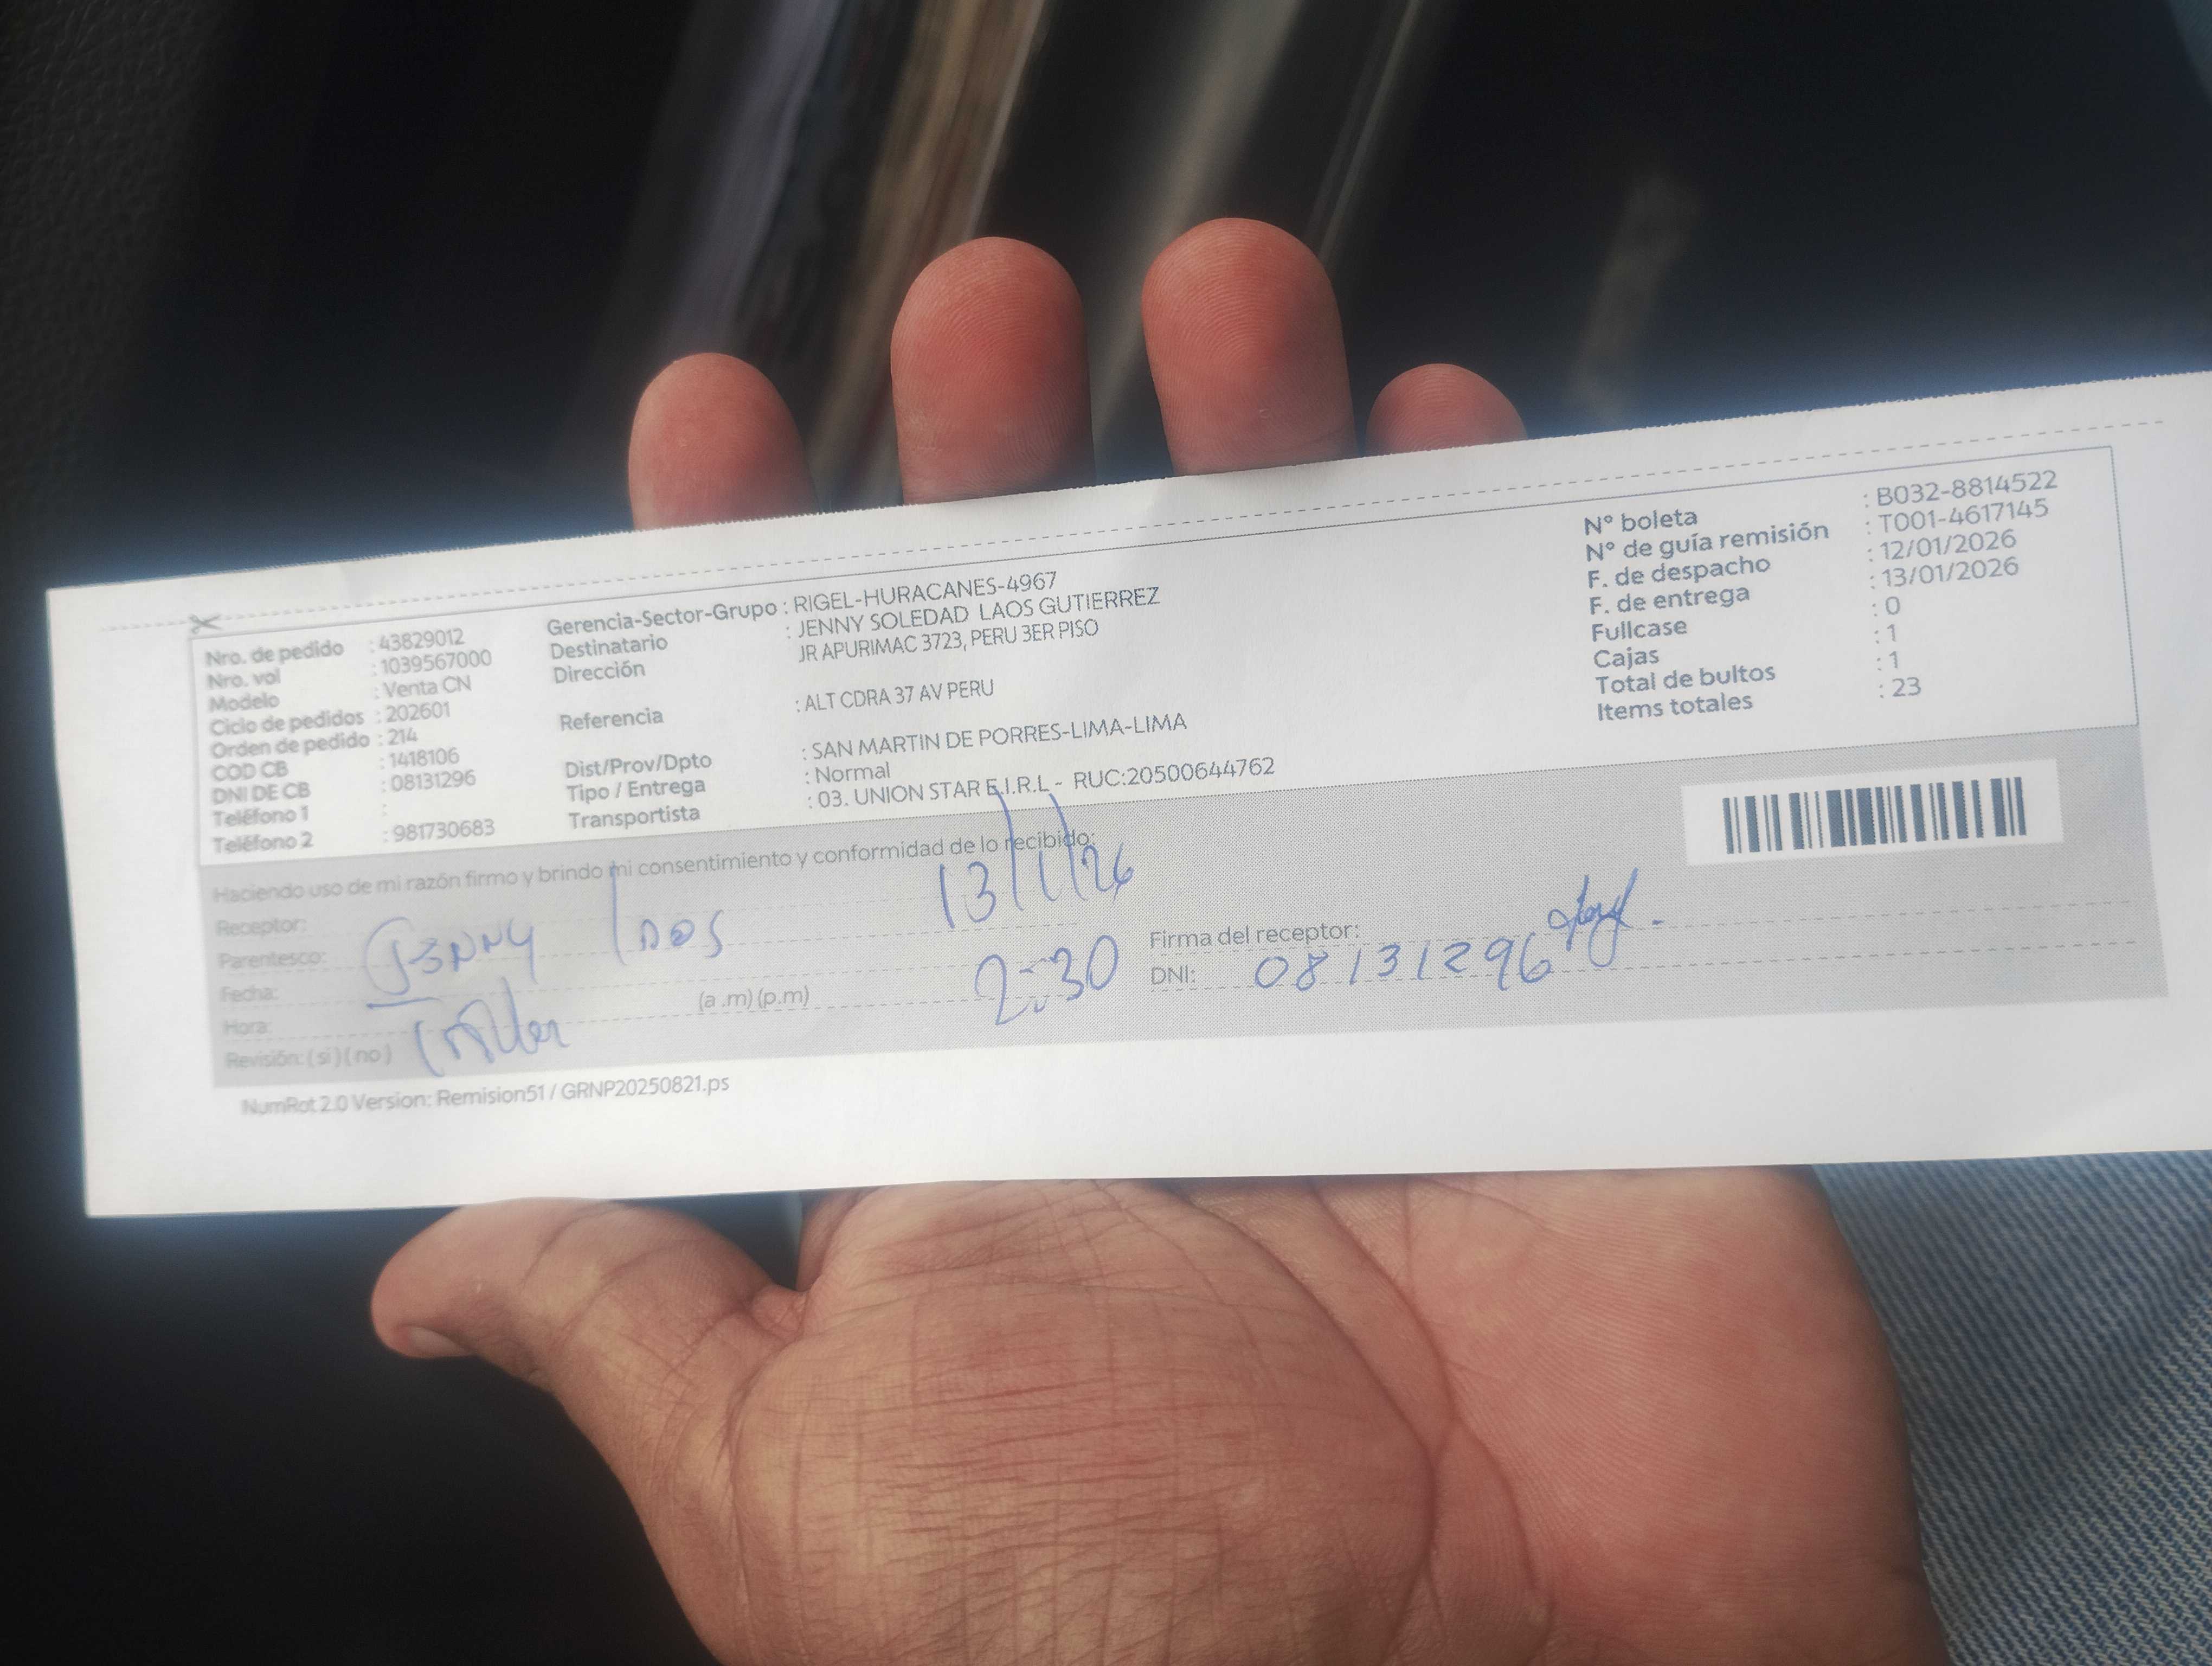 Nro. de pedido : 43829012
Nro. vol : 1039567000
Modelo : Venta CN
Ciclo de pedidos : 202601
Orden de pedido : 214
COD CB : 1418106
DNI DE CB : 08131296
Teléfono 1 :
Teléfono 2 : 981730683
Gerencia-Sector-Grupo : RIGEL-HURACANES-4967
Destinatario : JENNY SOLEDAD LAOS GUTIERREZ
Dirección JR APURIMAC 3723, PERU 3ER PISO
Referencia : ALT CDRA 37 AV PERU
Dist/Prov/Dpto : SAN MARTIN DE PORRES-LIMA-LIMA
Tipo / Entrega : Normal
Transportista : 03. UNION STAR E.I.R.L - RUC:20500644762
N° boleta : B032-8814522
N° de guía remisión : T001-4617145
F. de despacho : 12/01/2026
F. de entrega : 13/01/2026
Fullcase : 0
Cajas : 1
Total de bultos : 1
Items totales : 23
Haciendo uso de mi razón firmo y brindo mi consentimiento y conformidad de lo recibido:
Receptor:
Parentesco: JENNY 13/1/26
Fecha:
Hora: (a .m) (p.m) 2:30
Revisión: ( si ) ( no )
Firma del receptor:
DNI: 08131296
NumRot 2.0 Version: Remision51 / GRNP20250821.ps